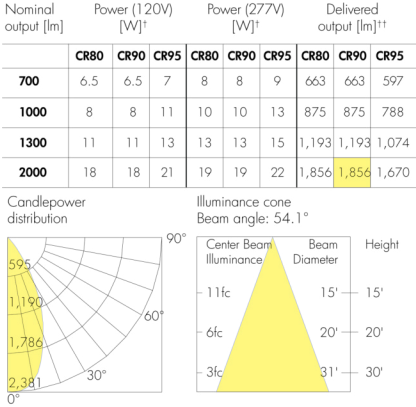 Nominal output [lm] Power (120V) [W]† Power (277V) [W]† Delivered output [lm]††
CR80 CR90 CR95 CR80 CR90 CR95 CR80 CR90 CR95
700 6.5 6.5 7 8 8 9 663 663 597
1000 8 8 11 10 10 13 875 875 788
1300 11 11 13 13 13 15 1,193 1,193 1,074
2000 18 18 21 19 19 22 1,856 1,856 1,670
Candlepower
distribution
90°
595
1,190
60°
1,786
30°
2,381
0°
Illuminance cone
Beam angle: 54.1°
Center Beam Illuminance Beam Diameter Height
11fc 15' 15'
6fc 20' 20'
3fc 31' 30'